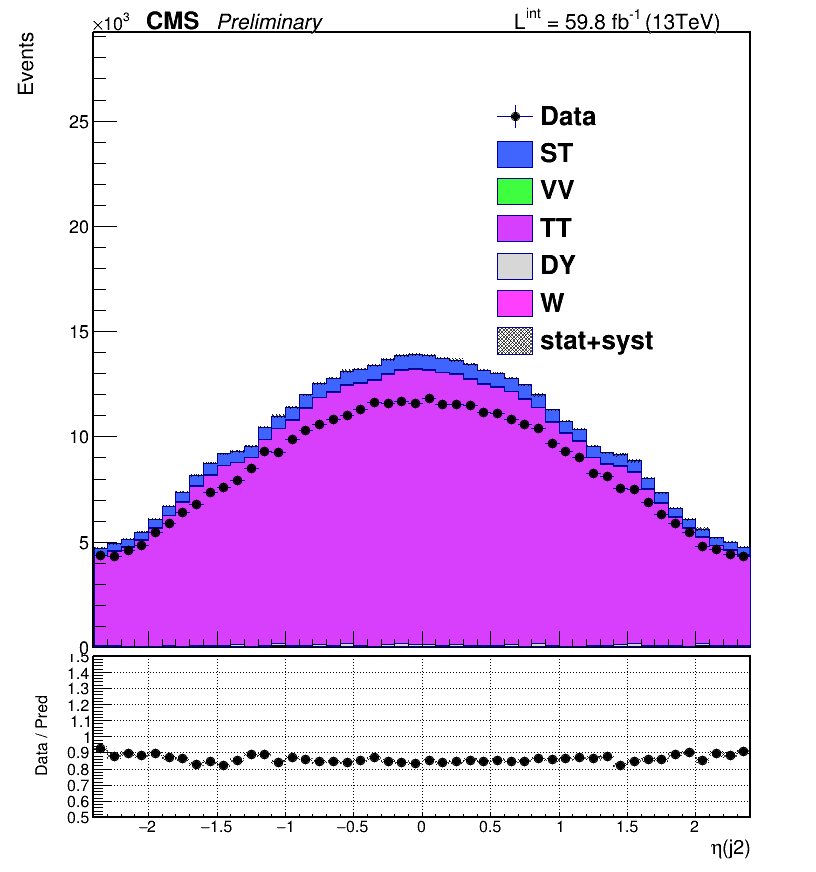 ×10³ CMS Preliminary L^int = 59.8 fb⁻¹ (13TeV)
Events
25
20
15
10
5
0
Data
ST
VV
TT
DY
W
stat+syst
Data / Pred
1.5
1.4
1.3
1.2
1.1
1
0.9
0.8
0.7
0.6
0.5
−2 −1.5 −1 −0.5 0 0.5 1 1.5 2
η(j2)